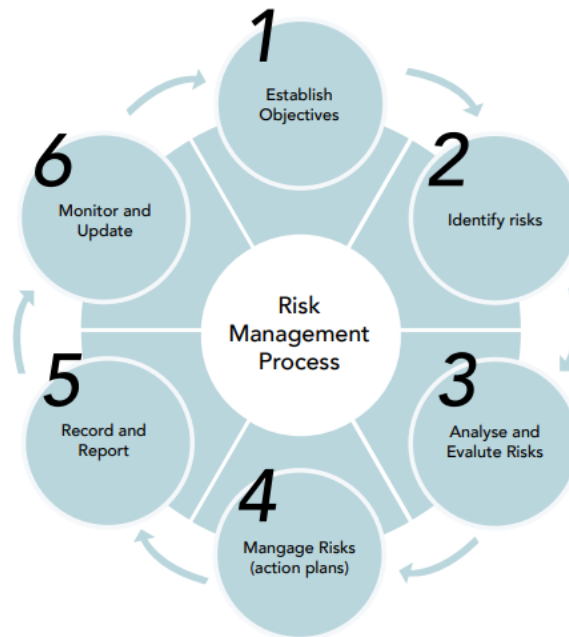 1
Establish
Objectives
2
Identify risks
3
Analyse and
Evalute Risks
4
Mangage Risks
(action plans)
5
Record and
Report
6
Monitor and
Update
Risk
Management
Process